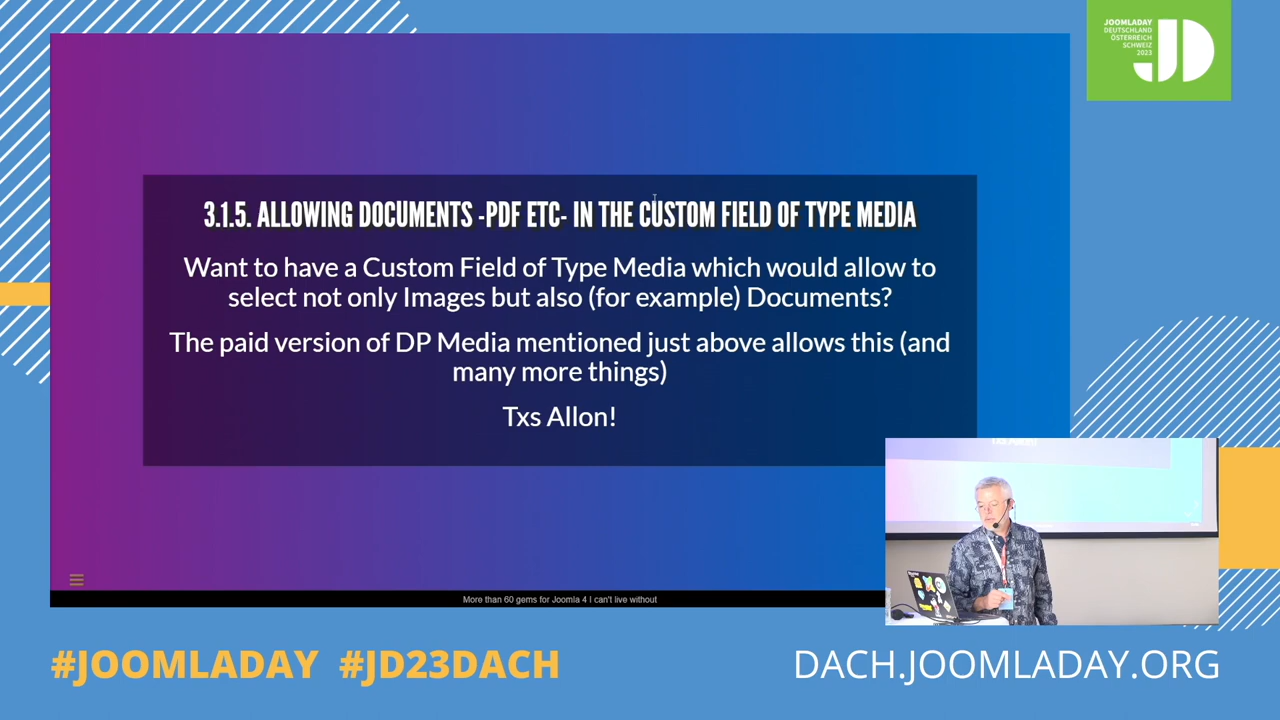 JOOMLADAY
DEUTSCHLAND
ÖSTERREICH
SCHWEIZ
2023
JD
3.1.5. ALLOWING DOCUMENTS -PDF ETC- IN THE CUSTOM FIELD OF TYPE MEDIA
Want to have a Custom Field of Type Media which would allow to
select not only Images but also (for example) Documents?
The paid version of DP Media mentioned just above allows this (and
many more things)
Txs Allon!
More than 60 gems for Joomla 4 I can't live without
#JOOMLADAY #JD23DACH
DACH.JOOMLADAY.ORG